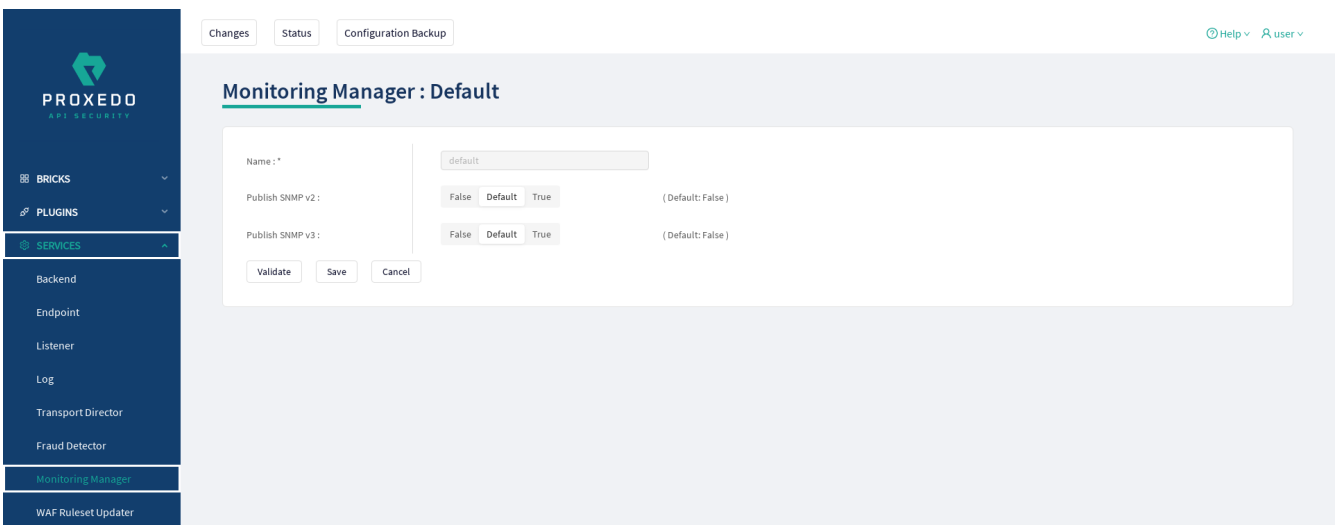 Changes Status Configuration Backup Help user
PROXEDO
API SECURITY
BRICKS
PLUGINS
SERVICES
Backend
Endpoint
Listener
Log
Transport Director
Fraud Detector
Monitoring Manager
WAF Ruleset Updater
Monitoring Manager : Default
Name : * default
Publish SNMP v2 : False Default True ( Default: False )
Publish SNMP v3 : False Default True ( Default: False )
Validate Save Cancel